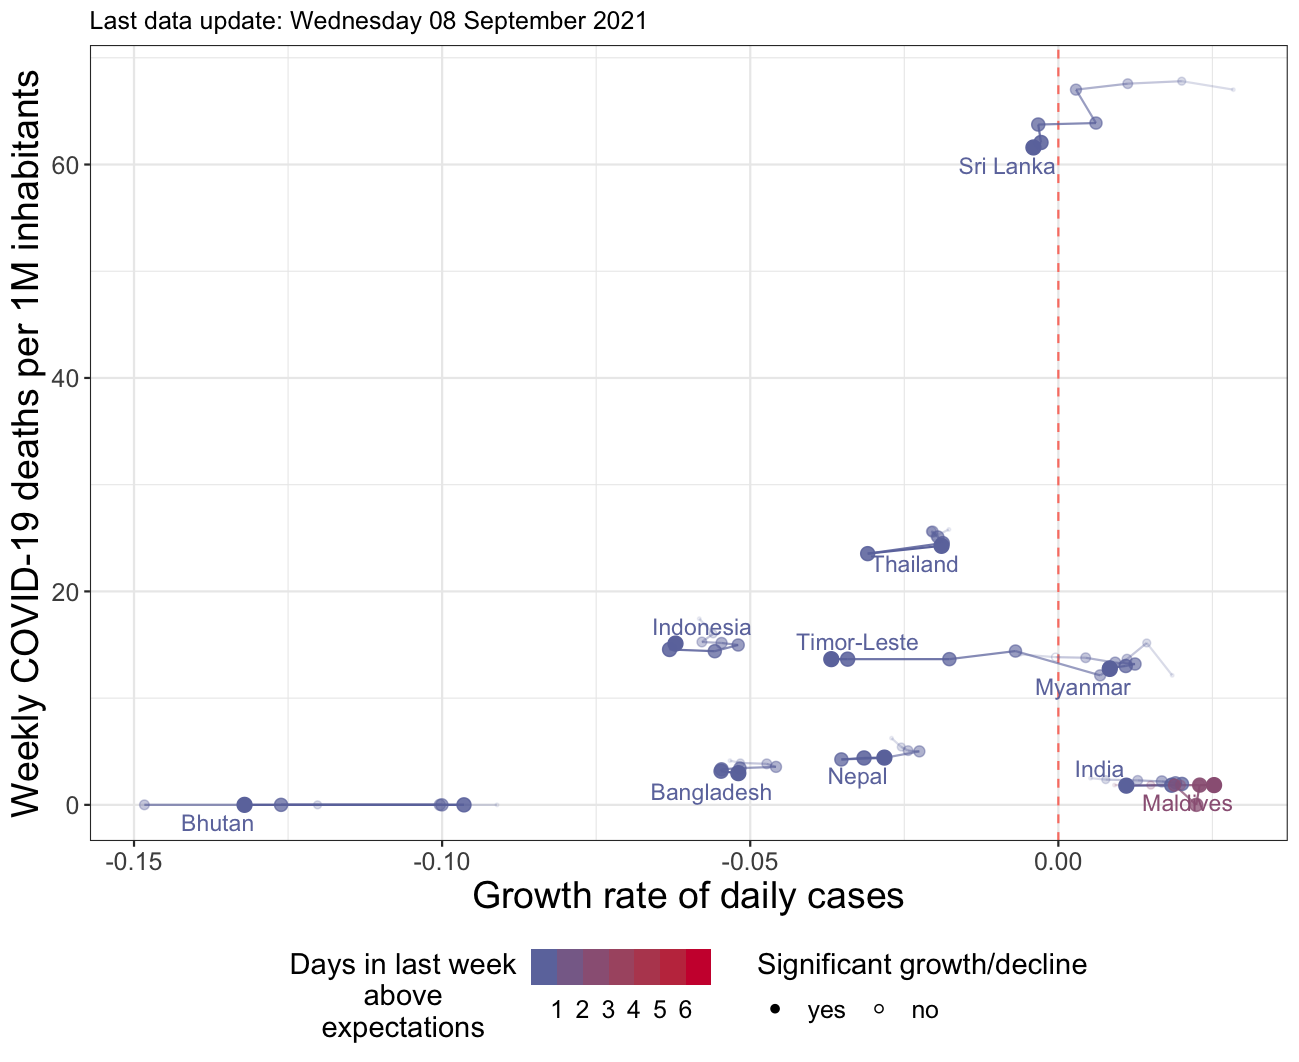 Last data update: Wednesday 08 September 2021
Weekly COVID-19 deaths per 1M inhabitants
60
40
20
0
Sri Lanka
Thailand
Indonesia
Timor-Leste
Myanmar
India
Nepal
Bangladesh
Maldives
Bhutan
-0.15
-0.10
-0.05
0.00
Growth rate of daily cases
Days in last week
above
expectations
1 2 3 4 5 6
Significant growth/decline
yes
no